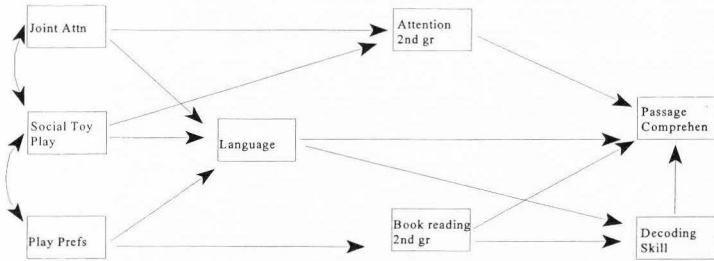 Joint Attn
Attention
2nd gr
Social Toy
Play
Language
Passage
Comprehen
Play Prefs
Book reading
2nd gr
Decoding
Skill